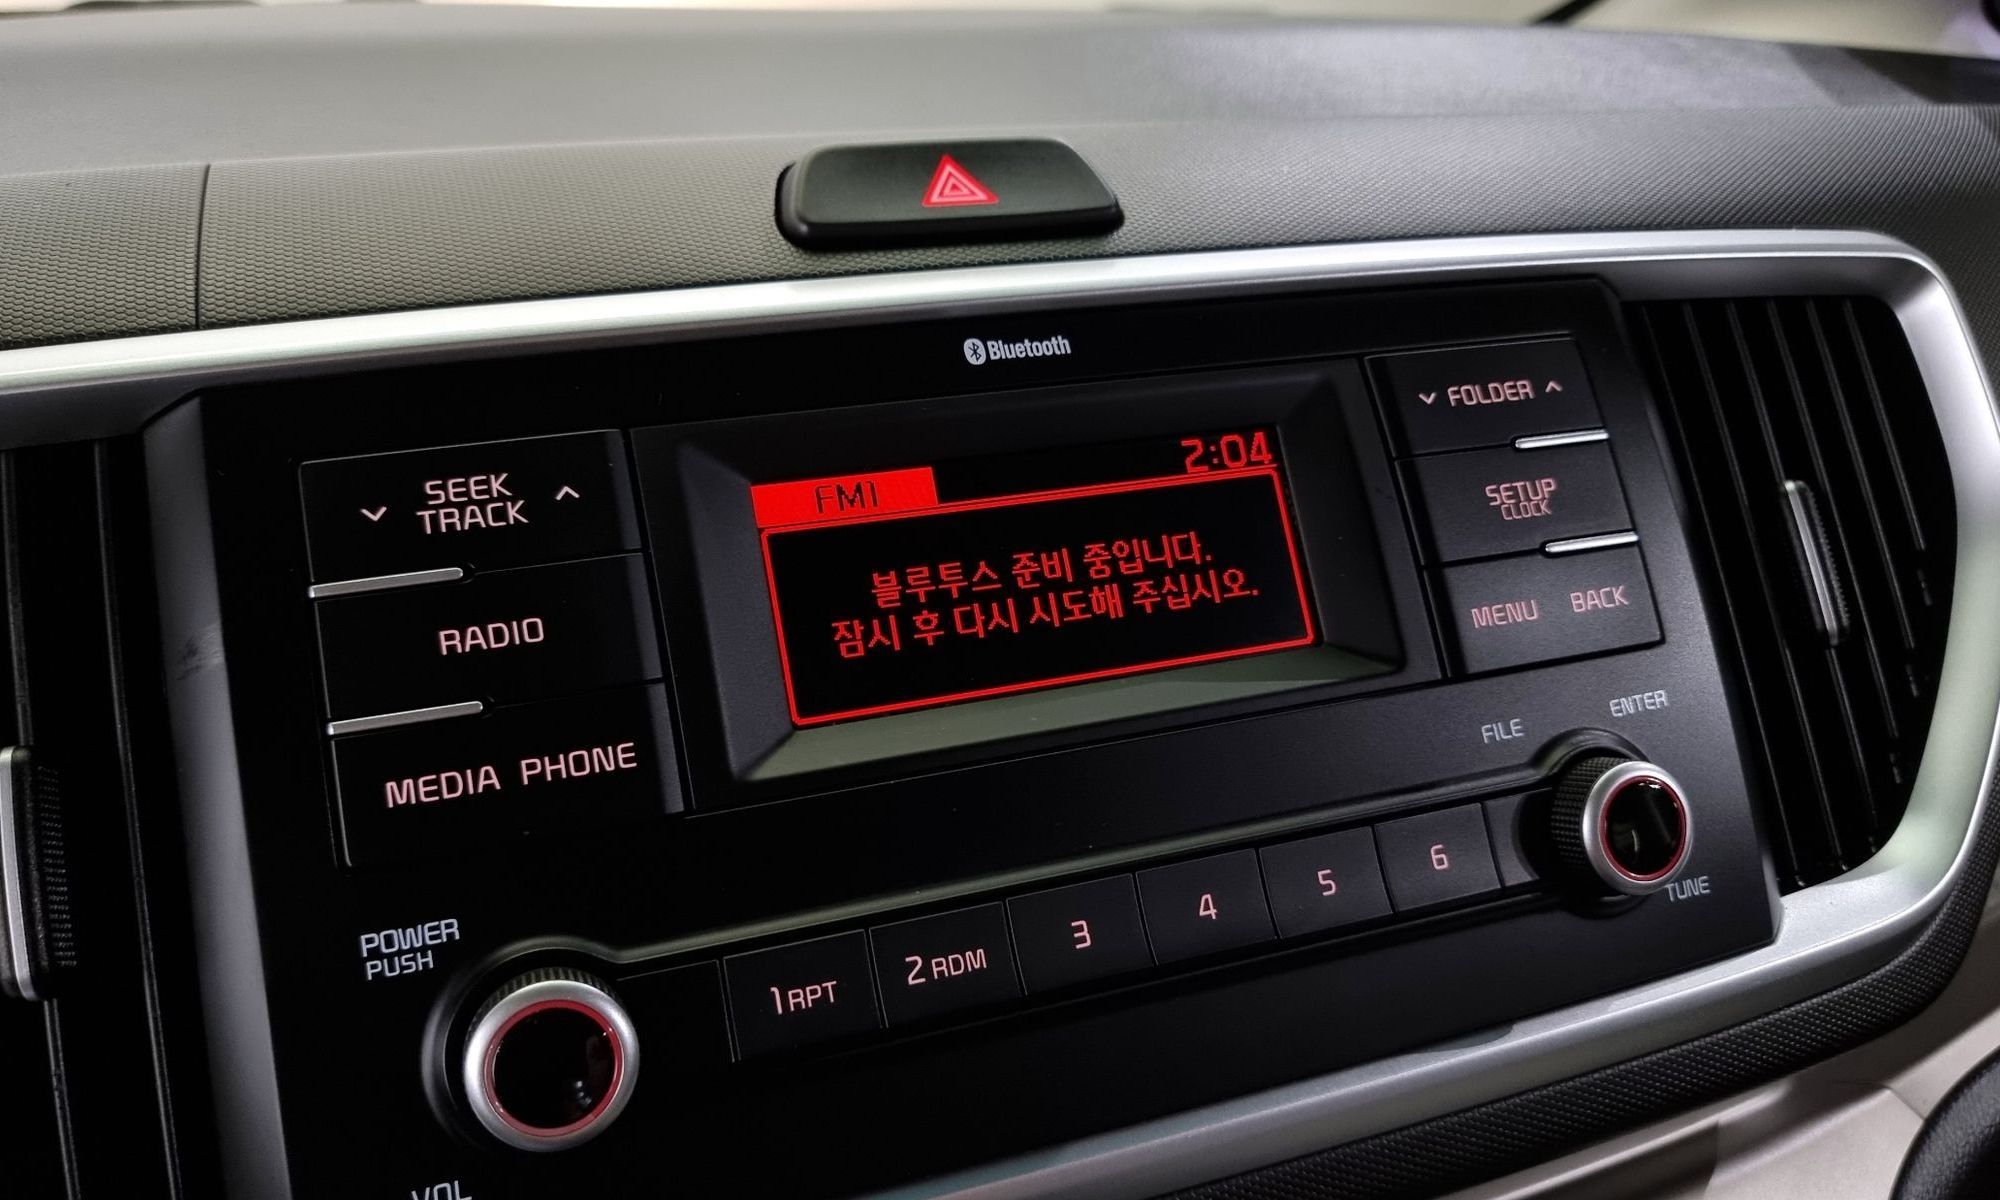 Bluetooth
SEEK
TRACK
RADIO
MEDIA PHONE
FM1
2:04
블루투스 준비 중입니다.
잠시 후 다시 시도해 주십시오.
FOLDER
SETUP
CLOCK
MENU BACK
FILE
ENTER
TUNE
POWER
PUSH
VOL
1 RPT
2 RDM
3
4
5
6